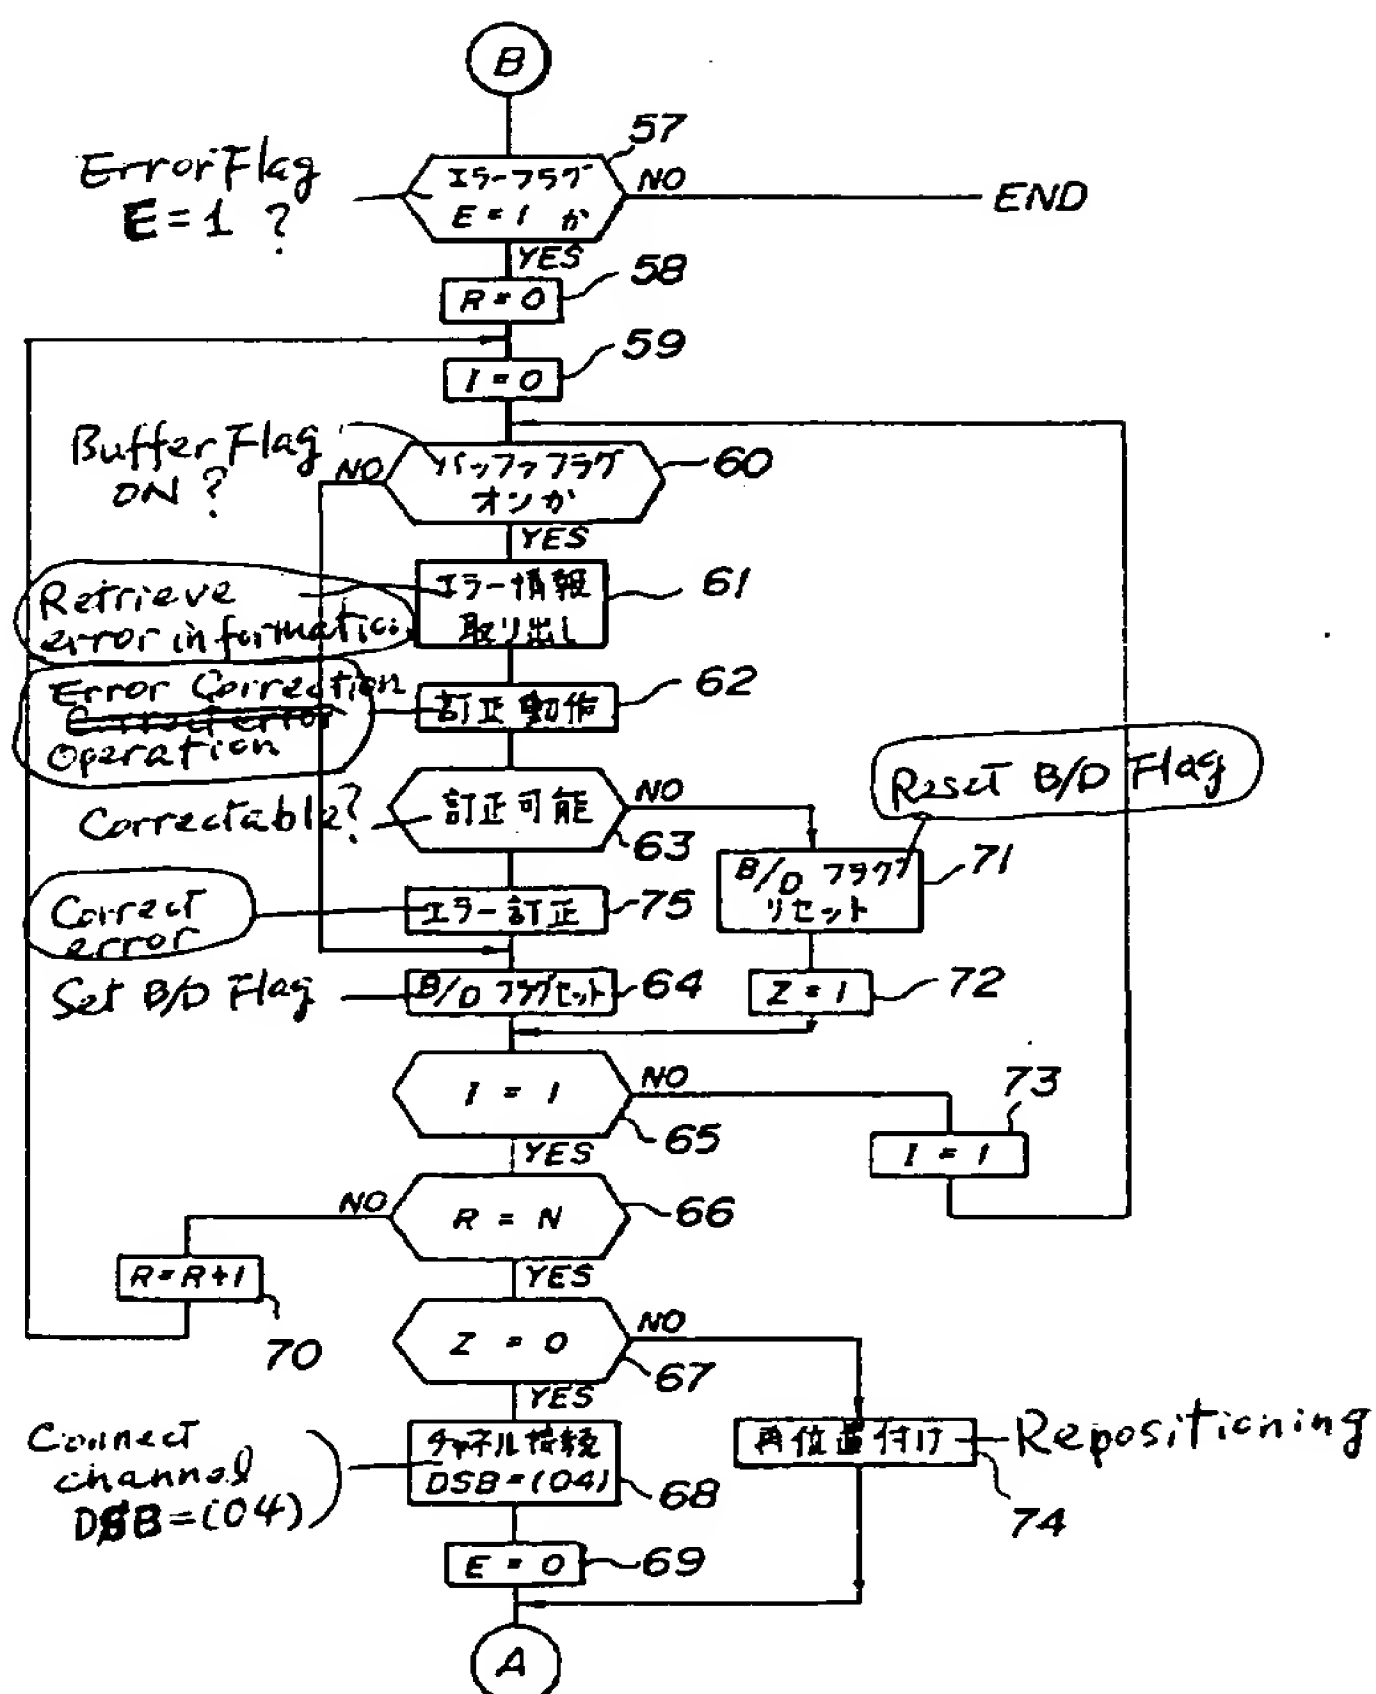 B
57
Error Flag
E=1 ?
エラーフラグ
E = 1 か
NO
END
YES
58
R = 0
59
I = 0
Buffer Flag
ON ?
NO
バッファフラグ
オンか
60
YES
Retrieve
error informatio
エラー情報
取り出し
61
Error Correction
Operation
訂正動作
62
Correctable?
訂正可能
NO
63
Reset B/D Flag
B/D フラグ
リセット
71
Correct
error
エラー訂正
75
Set B/D Flag
B/D フラグセット
64
Z = 1
72
I = 1
NO
65
YES
73
I = 1
NO
R = N
66
YES
R = R+1
70
Z = 0
NO
67
YES
Connect
channel
DSB=(04)
チャネル接続
DSB=(04)
68
再位置付け
Repositioning
74
E = 0
69
A